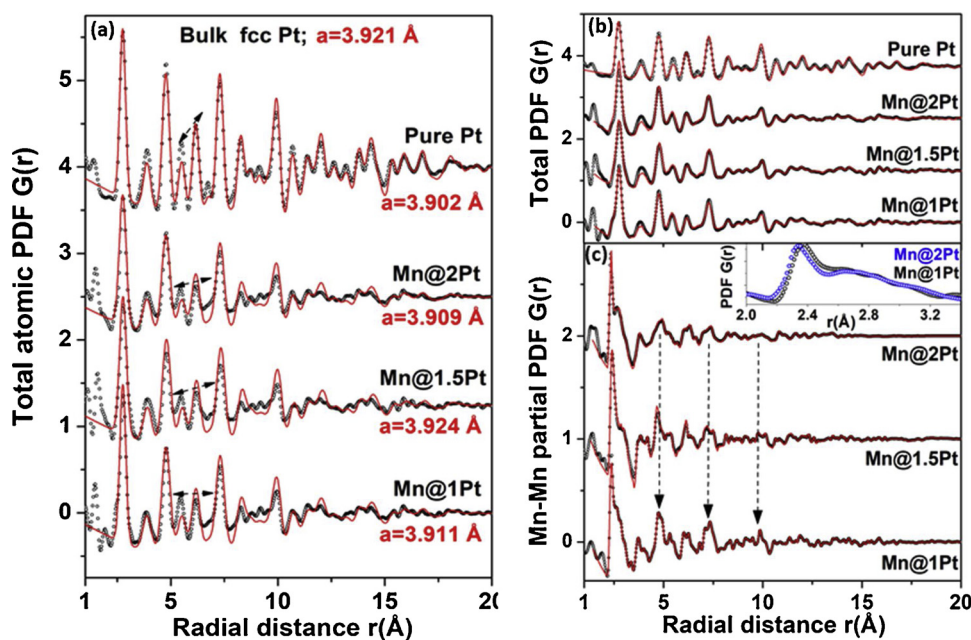 (a)
Bulk fcc Pt; a=3.921 Å
Total atomic PDF G(r)
5
4
3
2
1
0
Pure Pt
a=3.902 Å
Mn@2Pt
a=3.909 Å
Mn@1.5Pt
a=3.924 Å
Mn@1Pt
a=3.911 Å
1 5 10 15 20
Radial distance r(Å)
(b)
Total PDF G(r)
4
2
0
Pure Pt
Mn@2Pt
Mn@1.5Pt
Mn@1Pt
(c)
PDF G(r)
Mn@2Pt
Mn@1Pt
2.0 2.4 2.8 3.2
r(Å)
Mn-Mn partial PDF G(r)
2
1
0
Mn@2Pt
Mn@1.5Pt
Mn@1Pt
1 5 10 15 20
Radial distance r(Å)